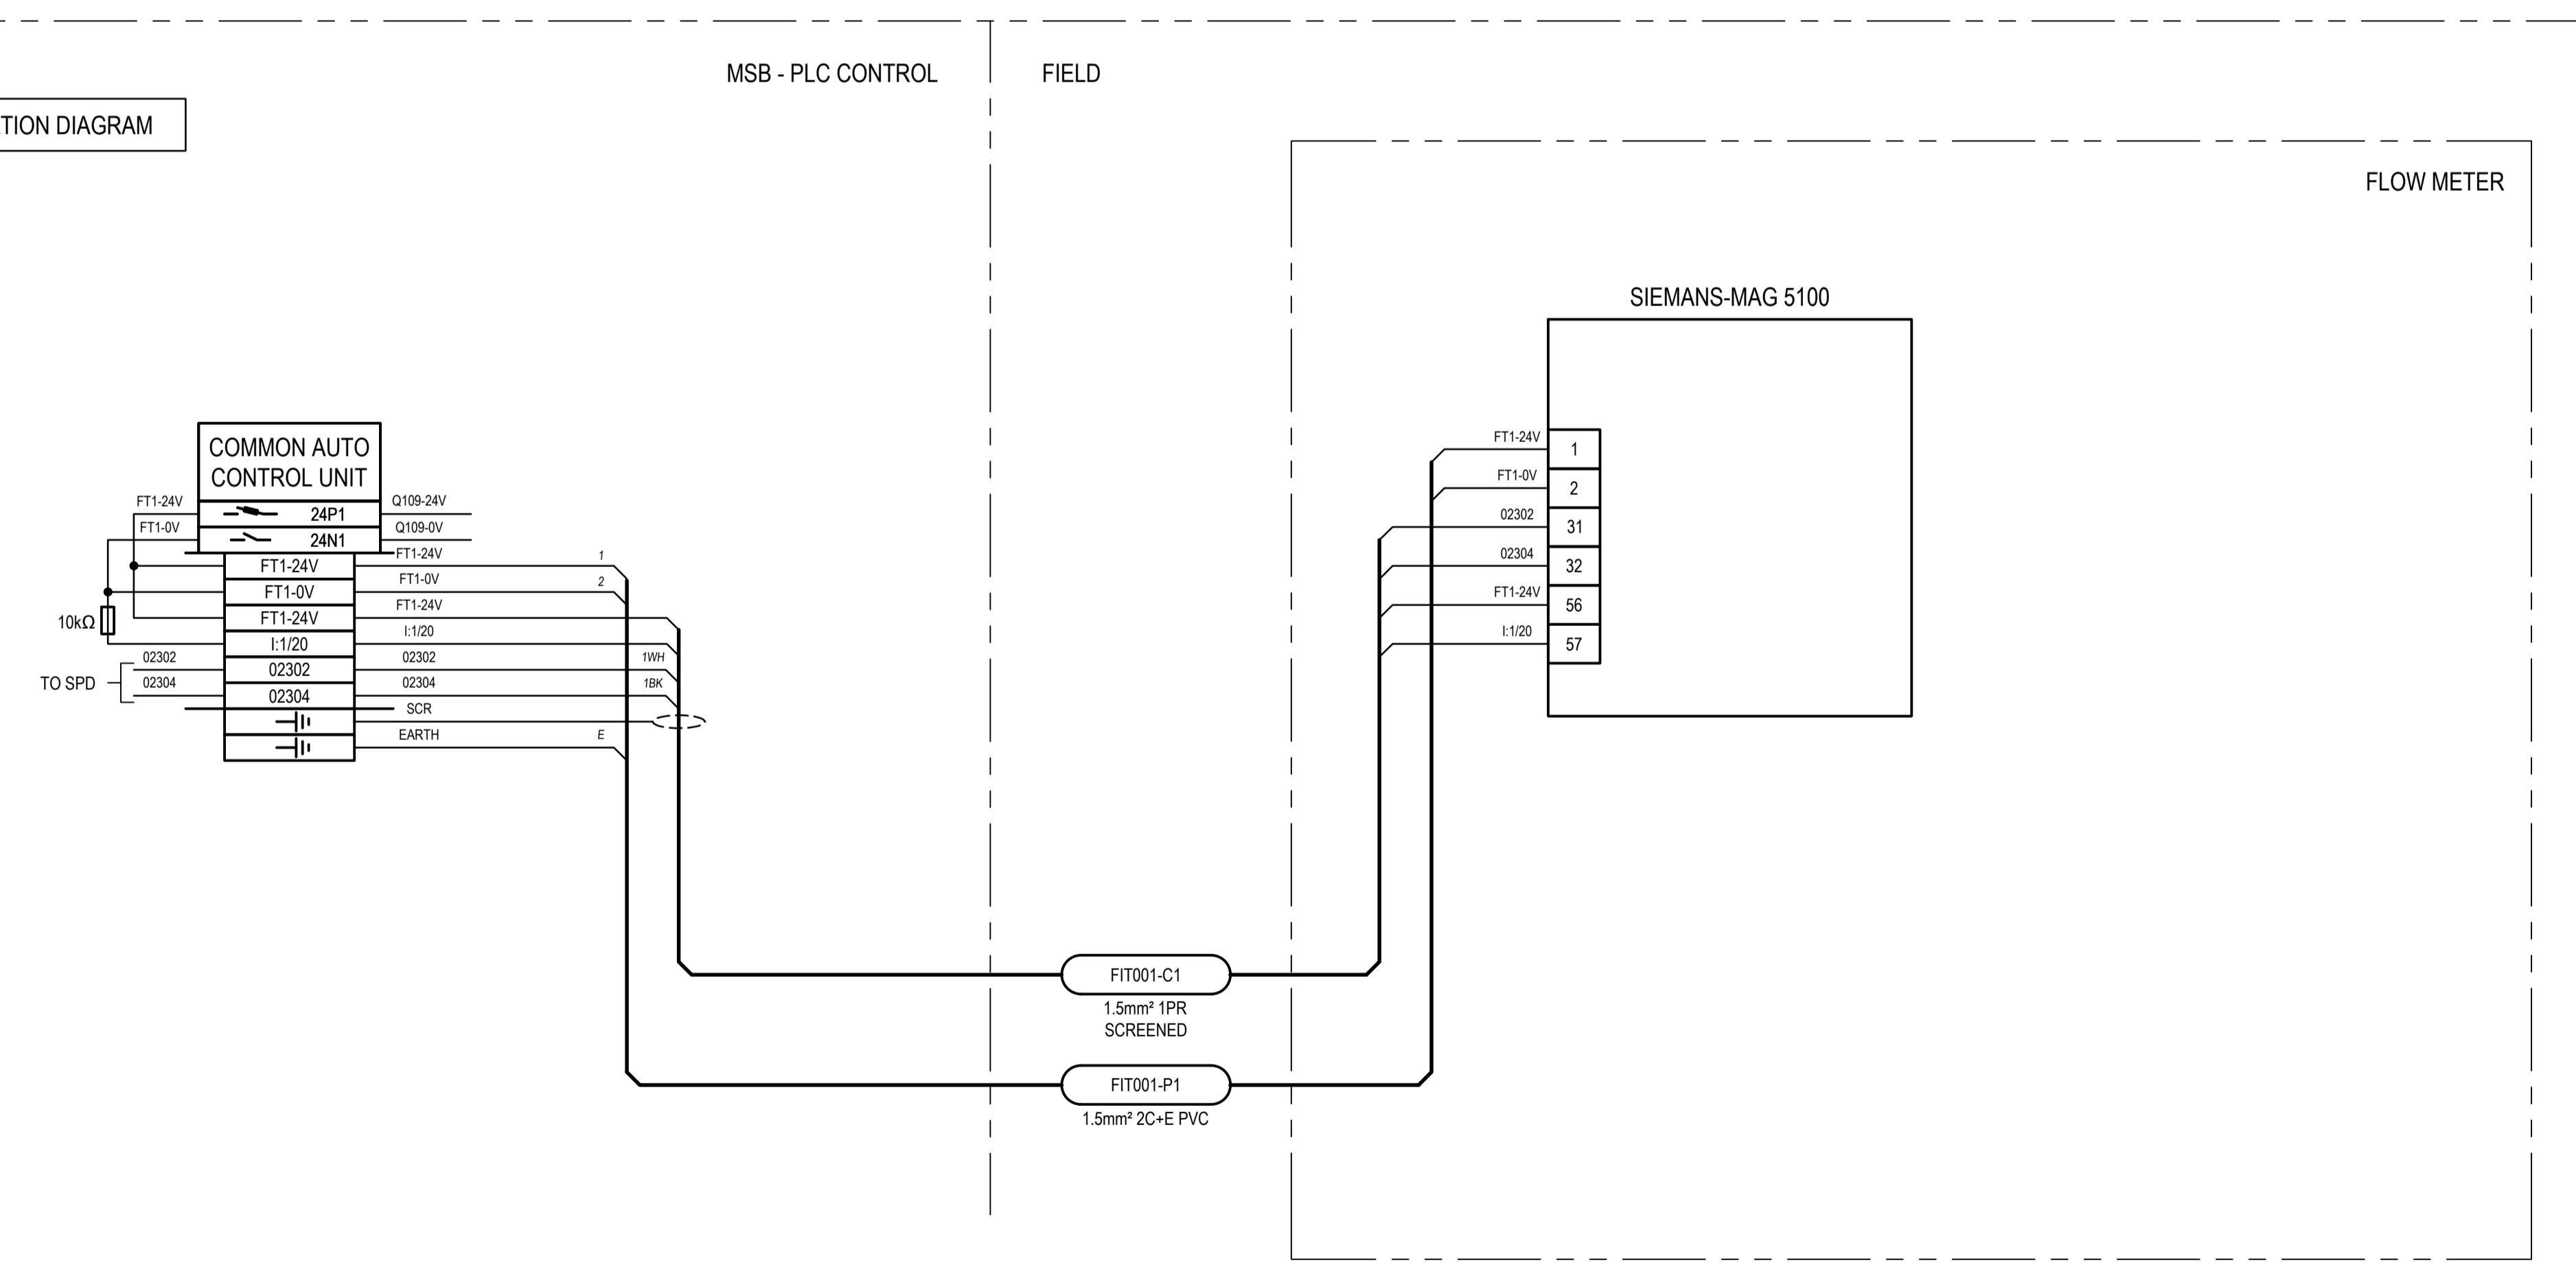 MSB - PLC CONTROL
FIELD
TION DIAGRAM
FLOW METER
SIEMANS-MAG 5100
COMMON AUTO
CONTROL UNIT
FT1-24V
24P1
Q109-24V
FT1-0V
24N1
Q109-0V
FT1-24V
FT1-24V
1
FT1-0V
FT1-0V
2
10kΩ
FT1-24V
FT1-24V
I:1/20
I:1/20
TO SPD
02302
02302
02302
1WH
02304
02304
02304
1BK
SCR
EARTH
E
FT1-24V
1
FT1-0V
2
02302
31
02304
32
FT1-24V
56
I:1/20
57
FIT001-C1
1.5mm² 1PR
SCREENED
FIT001-P1
1.5mm² 2C+E PVC